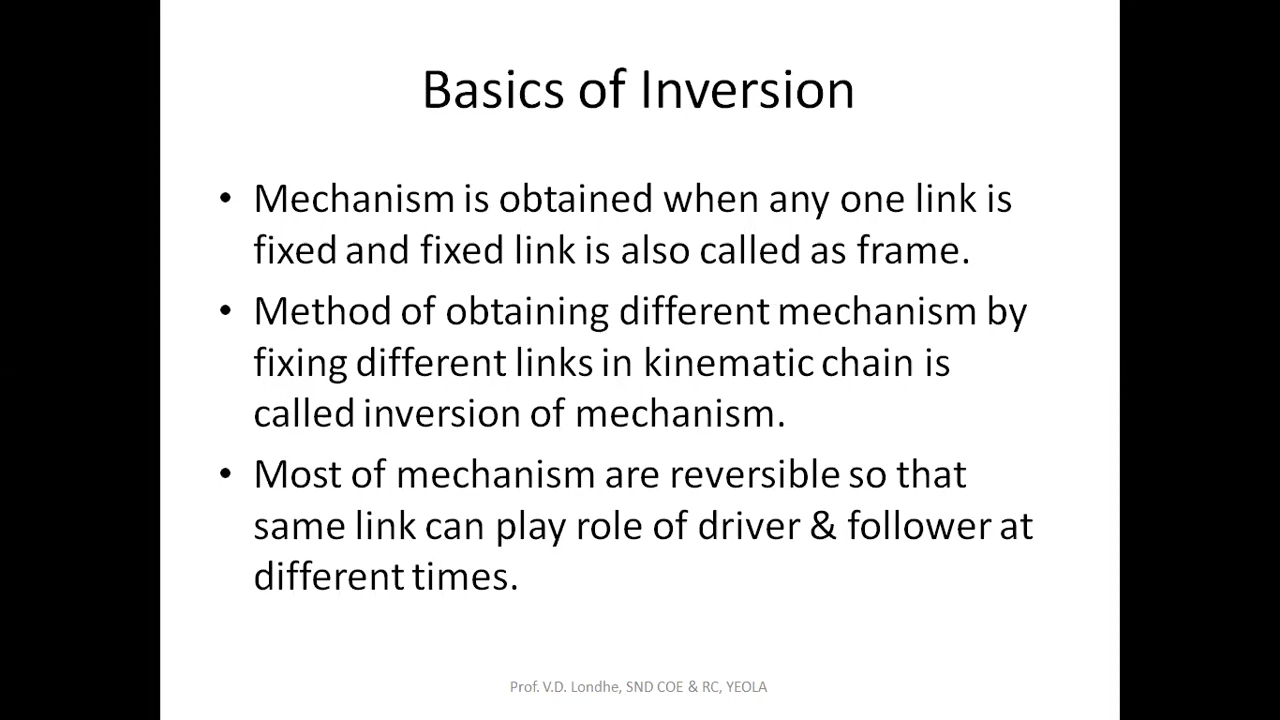 Basics of Inversion
• Mechanism is obtained when any one link is
fixed and fixed link is also called as frame.
• Method of obtaining different mechanism by
fixing different links in kinematic chain is
called inversion of mechanism.
• Most of mechanism are reversible so that
same link can play role of driver & follower at
different times.
Prof. V.D. Londhe, SND COE & RC, YEOLA